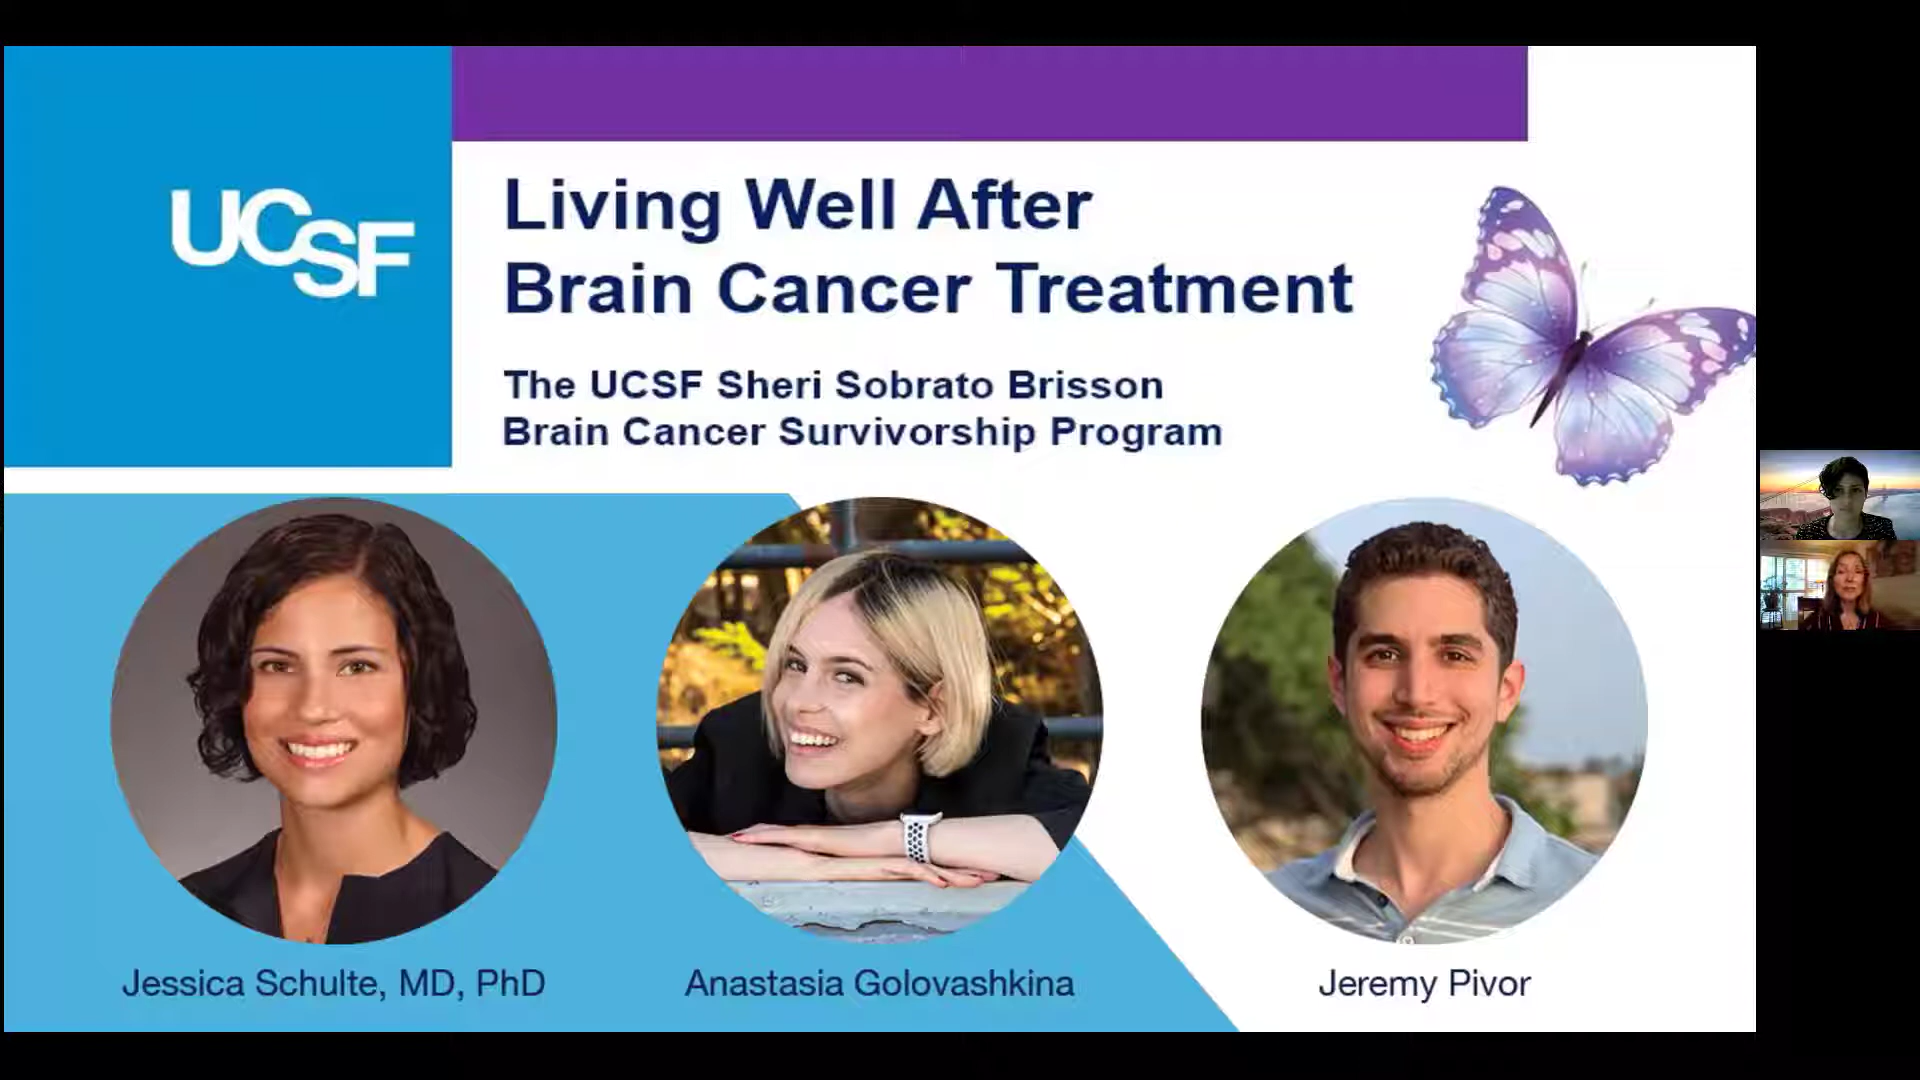 UCSF
Living Well After
Brain Cancer Treatment
The UCSF Sheri Sobrato Brisson
Brain Cancer Survivorship Program
Jessica Schulte, MD, PhD
Anastasia Golovashkina
Jeremy Pivor